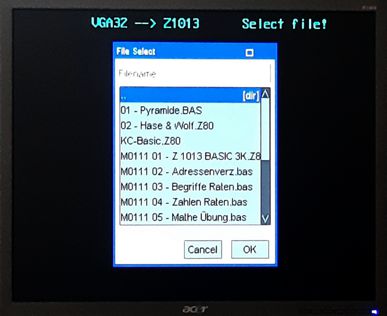 VGA32 --> Z1013 Select file!
File Select
Filename
.. [dir]
01 - Pyramide.BAS
02 - Hase & Wolf.Z80
KC-Basic.Z80
M0111 01 - Z 1013 BASIC 3K.Z8
M0111 02 - Adressenverz.bas
M0111 03 - Begriffe Raten.bas
M0111 04 - Zahlen Raten.bas
M0111 05 - Mathe Übung.bas
Cancel OK
acer